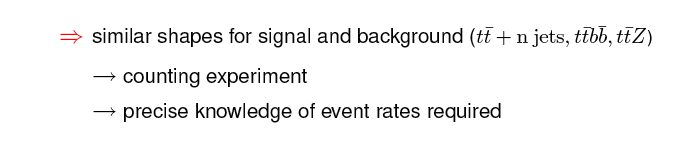 ⇒ similar shapes for signal and background (tt̄ + n jets, tt̄bb̄, tt̄Z)
→ counting experiment
→ precise knowledge of event rates required